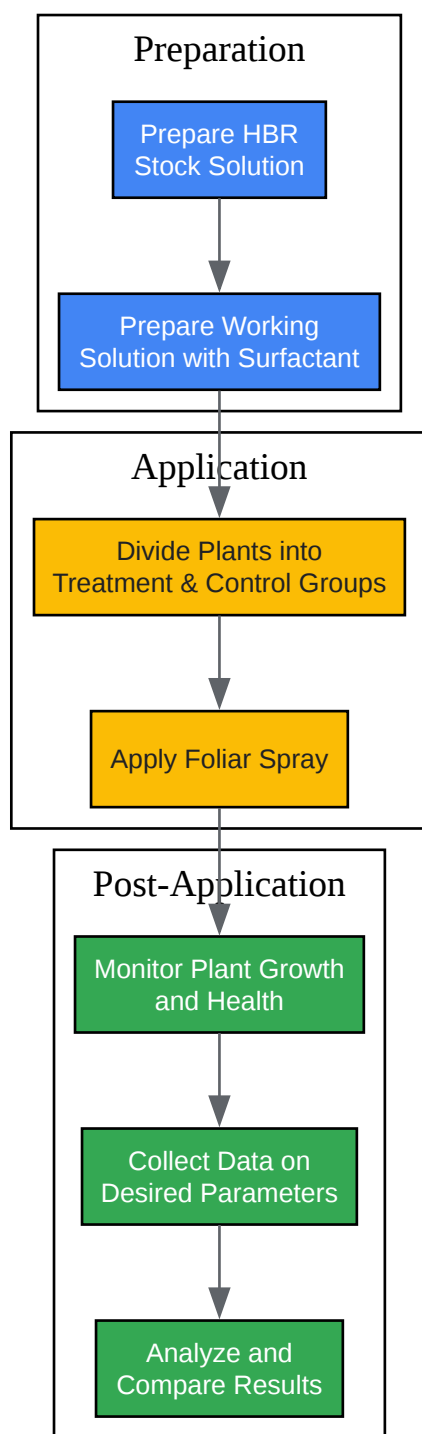 Preparation
Prepare HBR
Stock Solution
Prepare Working
Solution with Surfactant
Application
Divide Plants into
Treatment & Control Groups
Apply Foliar Spray
Post-Application
Monitor Plant Growth
and Health
Collect Data on
Desired Parameters
Analyze and
Compare Results